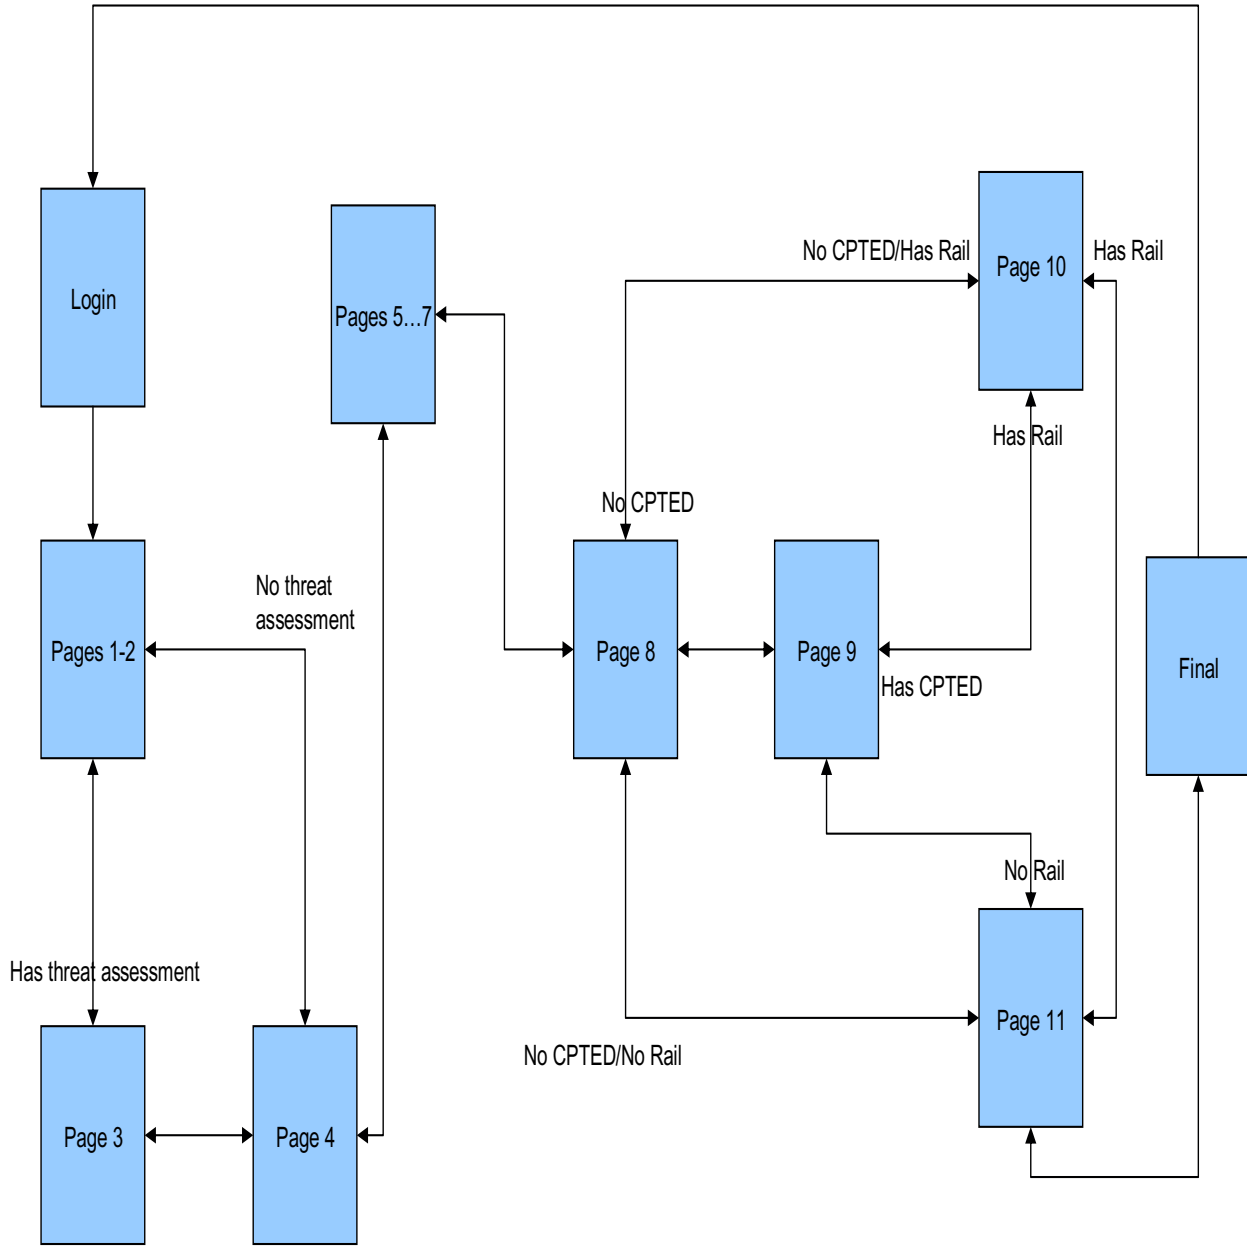 No CPTED/Has Rail
Has Rail
Page 10
Login
Pages 5...7
Has Rail
No CPTED
No threat
assessment
Pages 1-2
Page 8
Page 9
Has CPTED
Final
No Rail
Has threat assessment
Page 11
No CPTED/No Rail
Page 3
Page 4